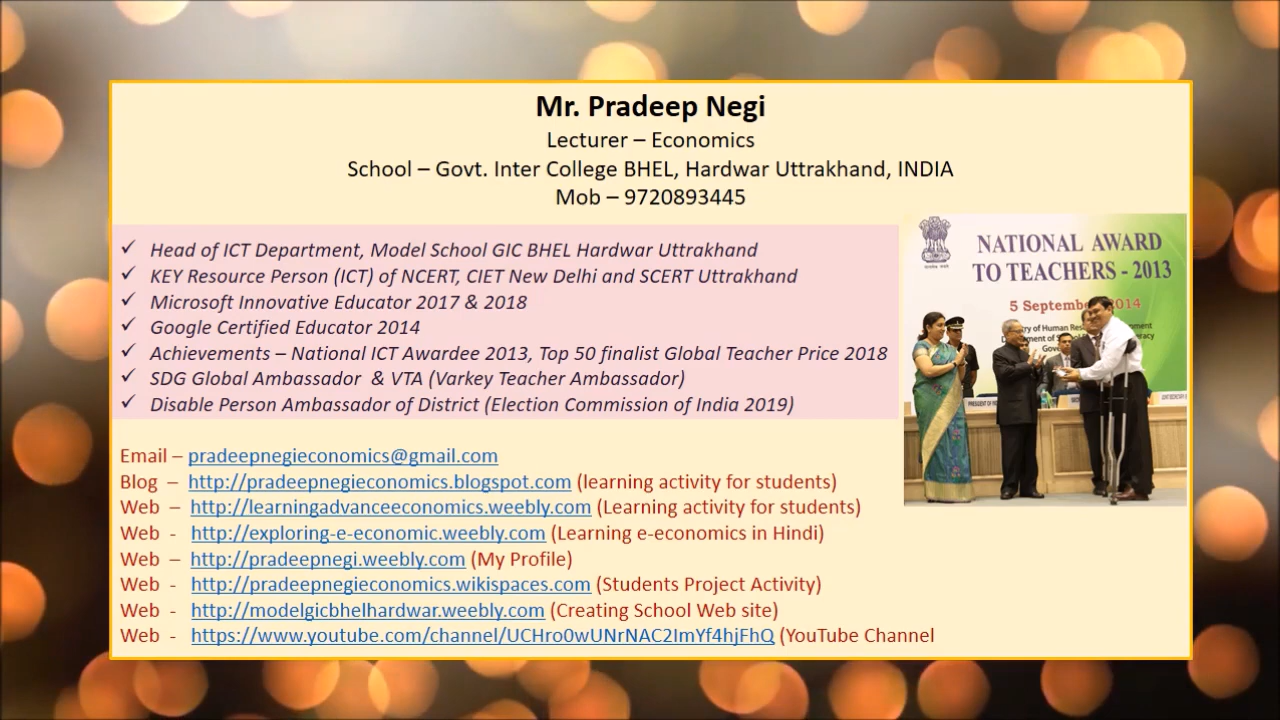 Mr. Pradeep Negi
Lecturer – Economics
School – Govt. Inter College BHEL, Hardwar Uttrakhand, INDIA
Mob – 9720893445
✓ Head of ICT Department, Model School GIC BHEL Hardwar Uttrakhand
✓ KEY Resource Person (ICT) of NCERT, CIET New Delhi and SCERT Uttrakhand
✓ Microsoft Innovative Educator 2017 & 2018
✓ Google Certified Educator 2014
✓ Achievements – National ICT Awardee 2013, Top 50 finalist Global Teacher Price 2018
✓ SDG Global Ambassador & VTA (Varkey Teacher Ambassador)
✓ Disable Person Ambassador of District (Election Commission of India 2019)
NATIONAL AWARD
TO TEACHERS - 2013
5 September 2014
Email – pradeepnegieconomics@gmail.com
Blog – http://pradeepnegieconomics.blogspot.com (learning activity for students)
Web – http://learningadvanceeconomics.weebly.com (Learning activity for students)
Web - http://exploring-e-economic.weebly.com (Learning e-economics in Hindi)
Web – http://pradeepnegi.weebly.com (My Profile)
Web - http://pradeepnegieconomics.wikispaces.com (Students Project Activity)
Web - http://modelgicbhelhardwar.weebly.com (Creating School Web site)
Web - https://www.youtube.com/channel/UCHro0wUNrNAC2ImYf4hjFhQ (YouTube Channel